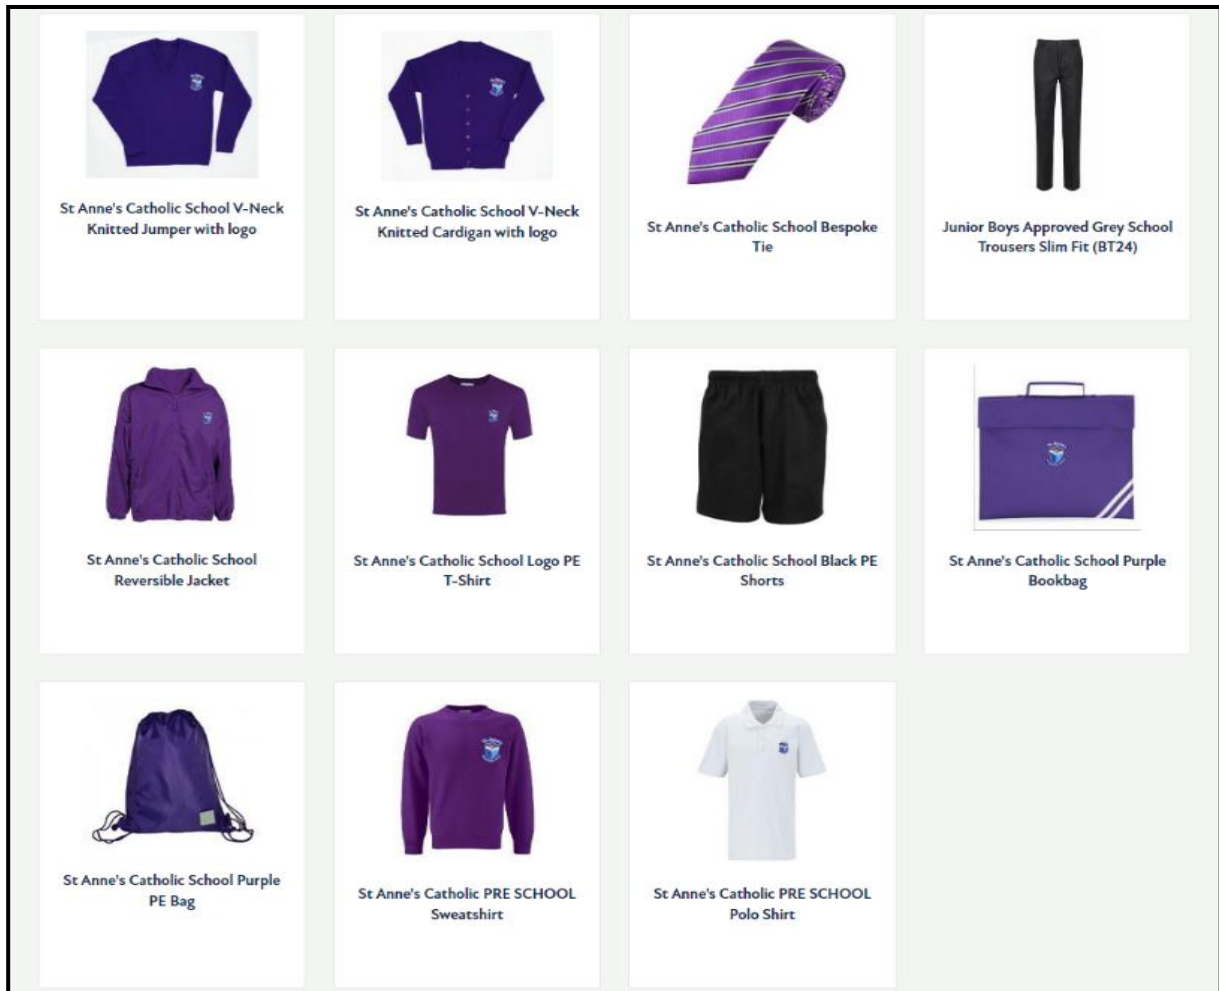 St Anne's Catholic School V-Neck
Knitted Jumper with logo
St Anne's Catholic School V-Neck
Knitted Cardigan with logo
St Anne's Catholic School Bespoke
Tie
Junior Boys Approved Grey School
Trousers Slim Fit (BT24)
St Anne's Catholic School
Reversible Jacket
St Anne's Catholic School Logo PE
T-Shirt
St Anne's Catholic School Black PE
Shorts
St Anne's Catholic School Purple
Bookbag
St Anne's Catholic School Purple
PE Bag
St Anne's Catholic PRE SCHOOL
Sweatshirt
St Anne's Catholic PRE SCHOOL
Polo Shirt